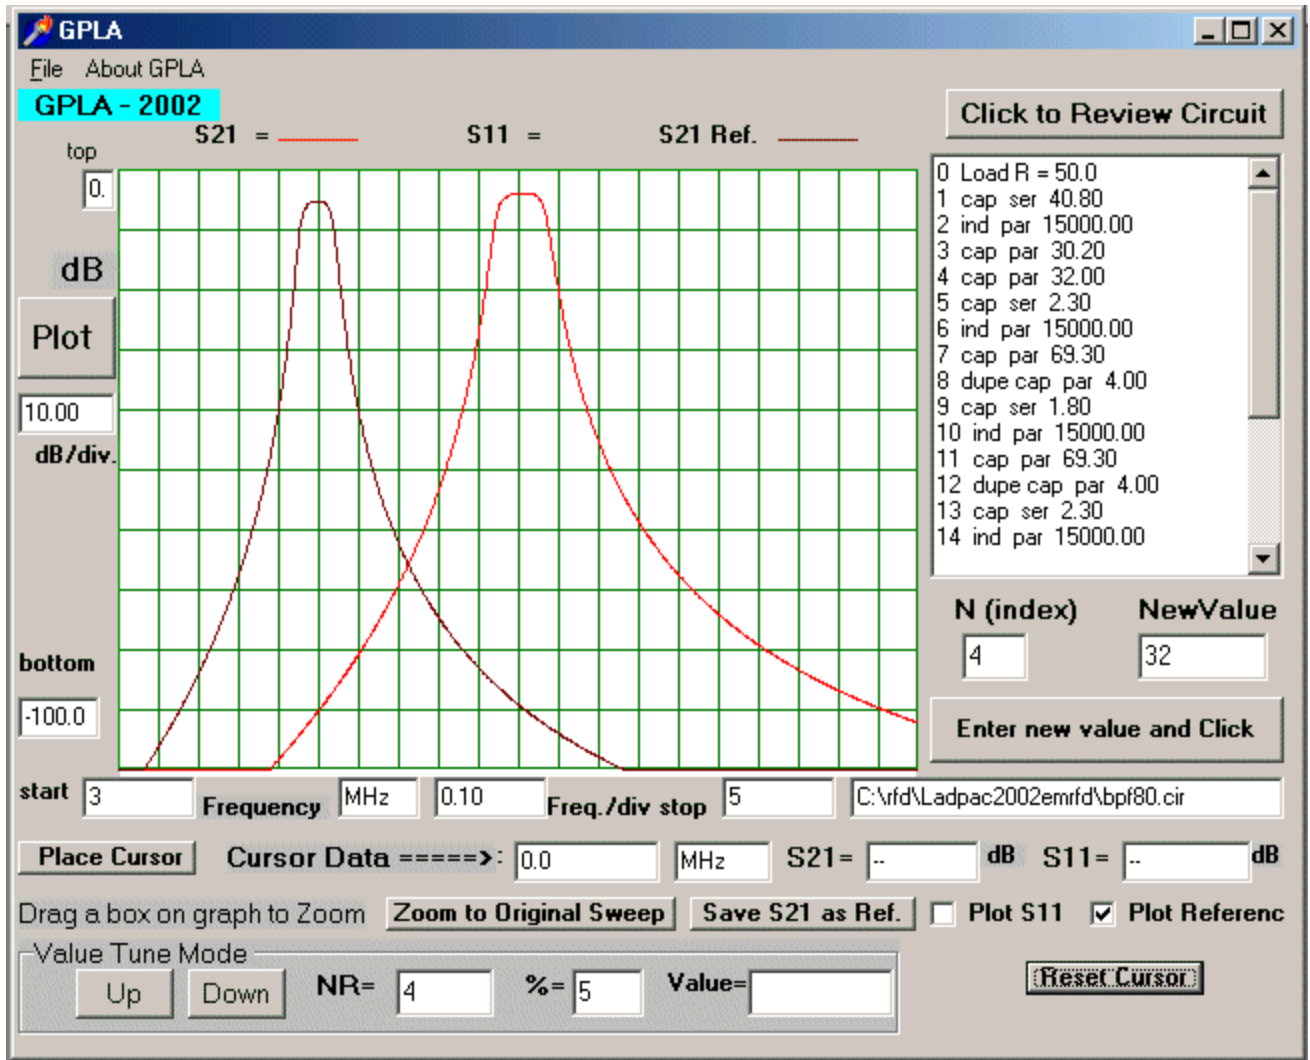 GPLA
File About GPLA
GPLA - 2002
S21 = S11 = S21 Ref.
Click to Review Circuit
top
0.
dB
Plot
10.00
dB/div.
bottom
-100.0
0 Load R = 50.0
1 cap ser 40.80
2 ind par 15000.00
3 cap par 30.20
4 cap par 32.00
5 cap ser 2.30
6 ind par 15000.00
7 cap par 69.30
8 dupe cap par 4.00
9 cap ser 1.80
10 ind par 15000.00
11 cap par 69.30
12 dupe cap par 4.00
13 cap ser 2.30
14 ind par 15000.00
N (index) NewValue
4 32
Enter new value and Click
start 3 Frequency MHz 0.10 Freq./div stop 5 C:\rfd\Ladpac2002emrfd\bpf80.cir
Place Cursor Cursor Data =====>: 0.0 MHz S21= -- dB S11= -- dB
Drag a box on graph to Zoom Zoom to Original Sweep Save S21 as Ref. Plot S11 Plot Referenc
Value Tune Mode
Up Down NR= 4 %= 5 Value=
Reset Cursor